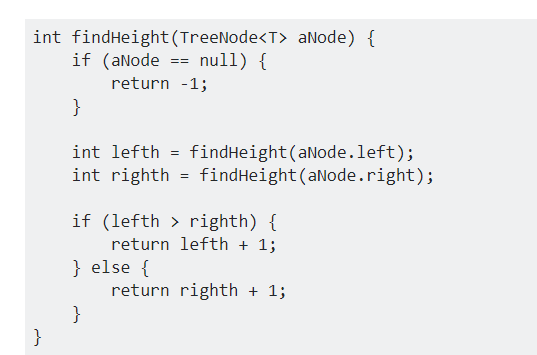 int findHeight(TreeNode<T> aNode) {
    if (aNode == null) {
        return -1;
    }

    int lefth = findHeight(aNode.left);
    int righth = findHeight(aNode.right);

    if (lefth > righth) {
        return lefth + 1;
    } else {
        return righth + 1;
    }
}